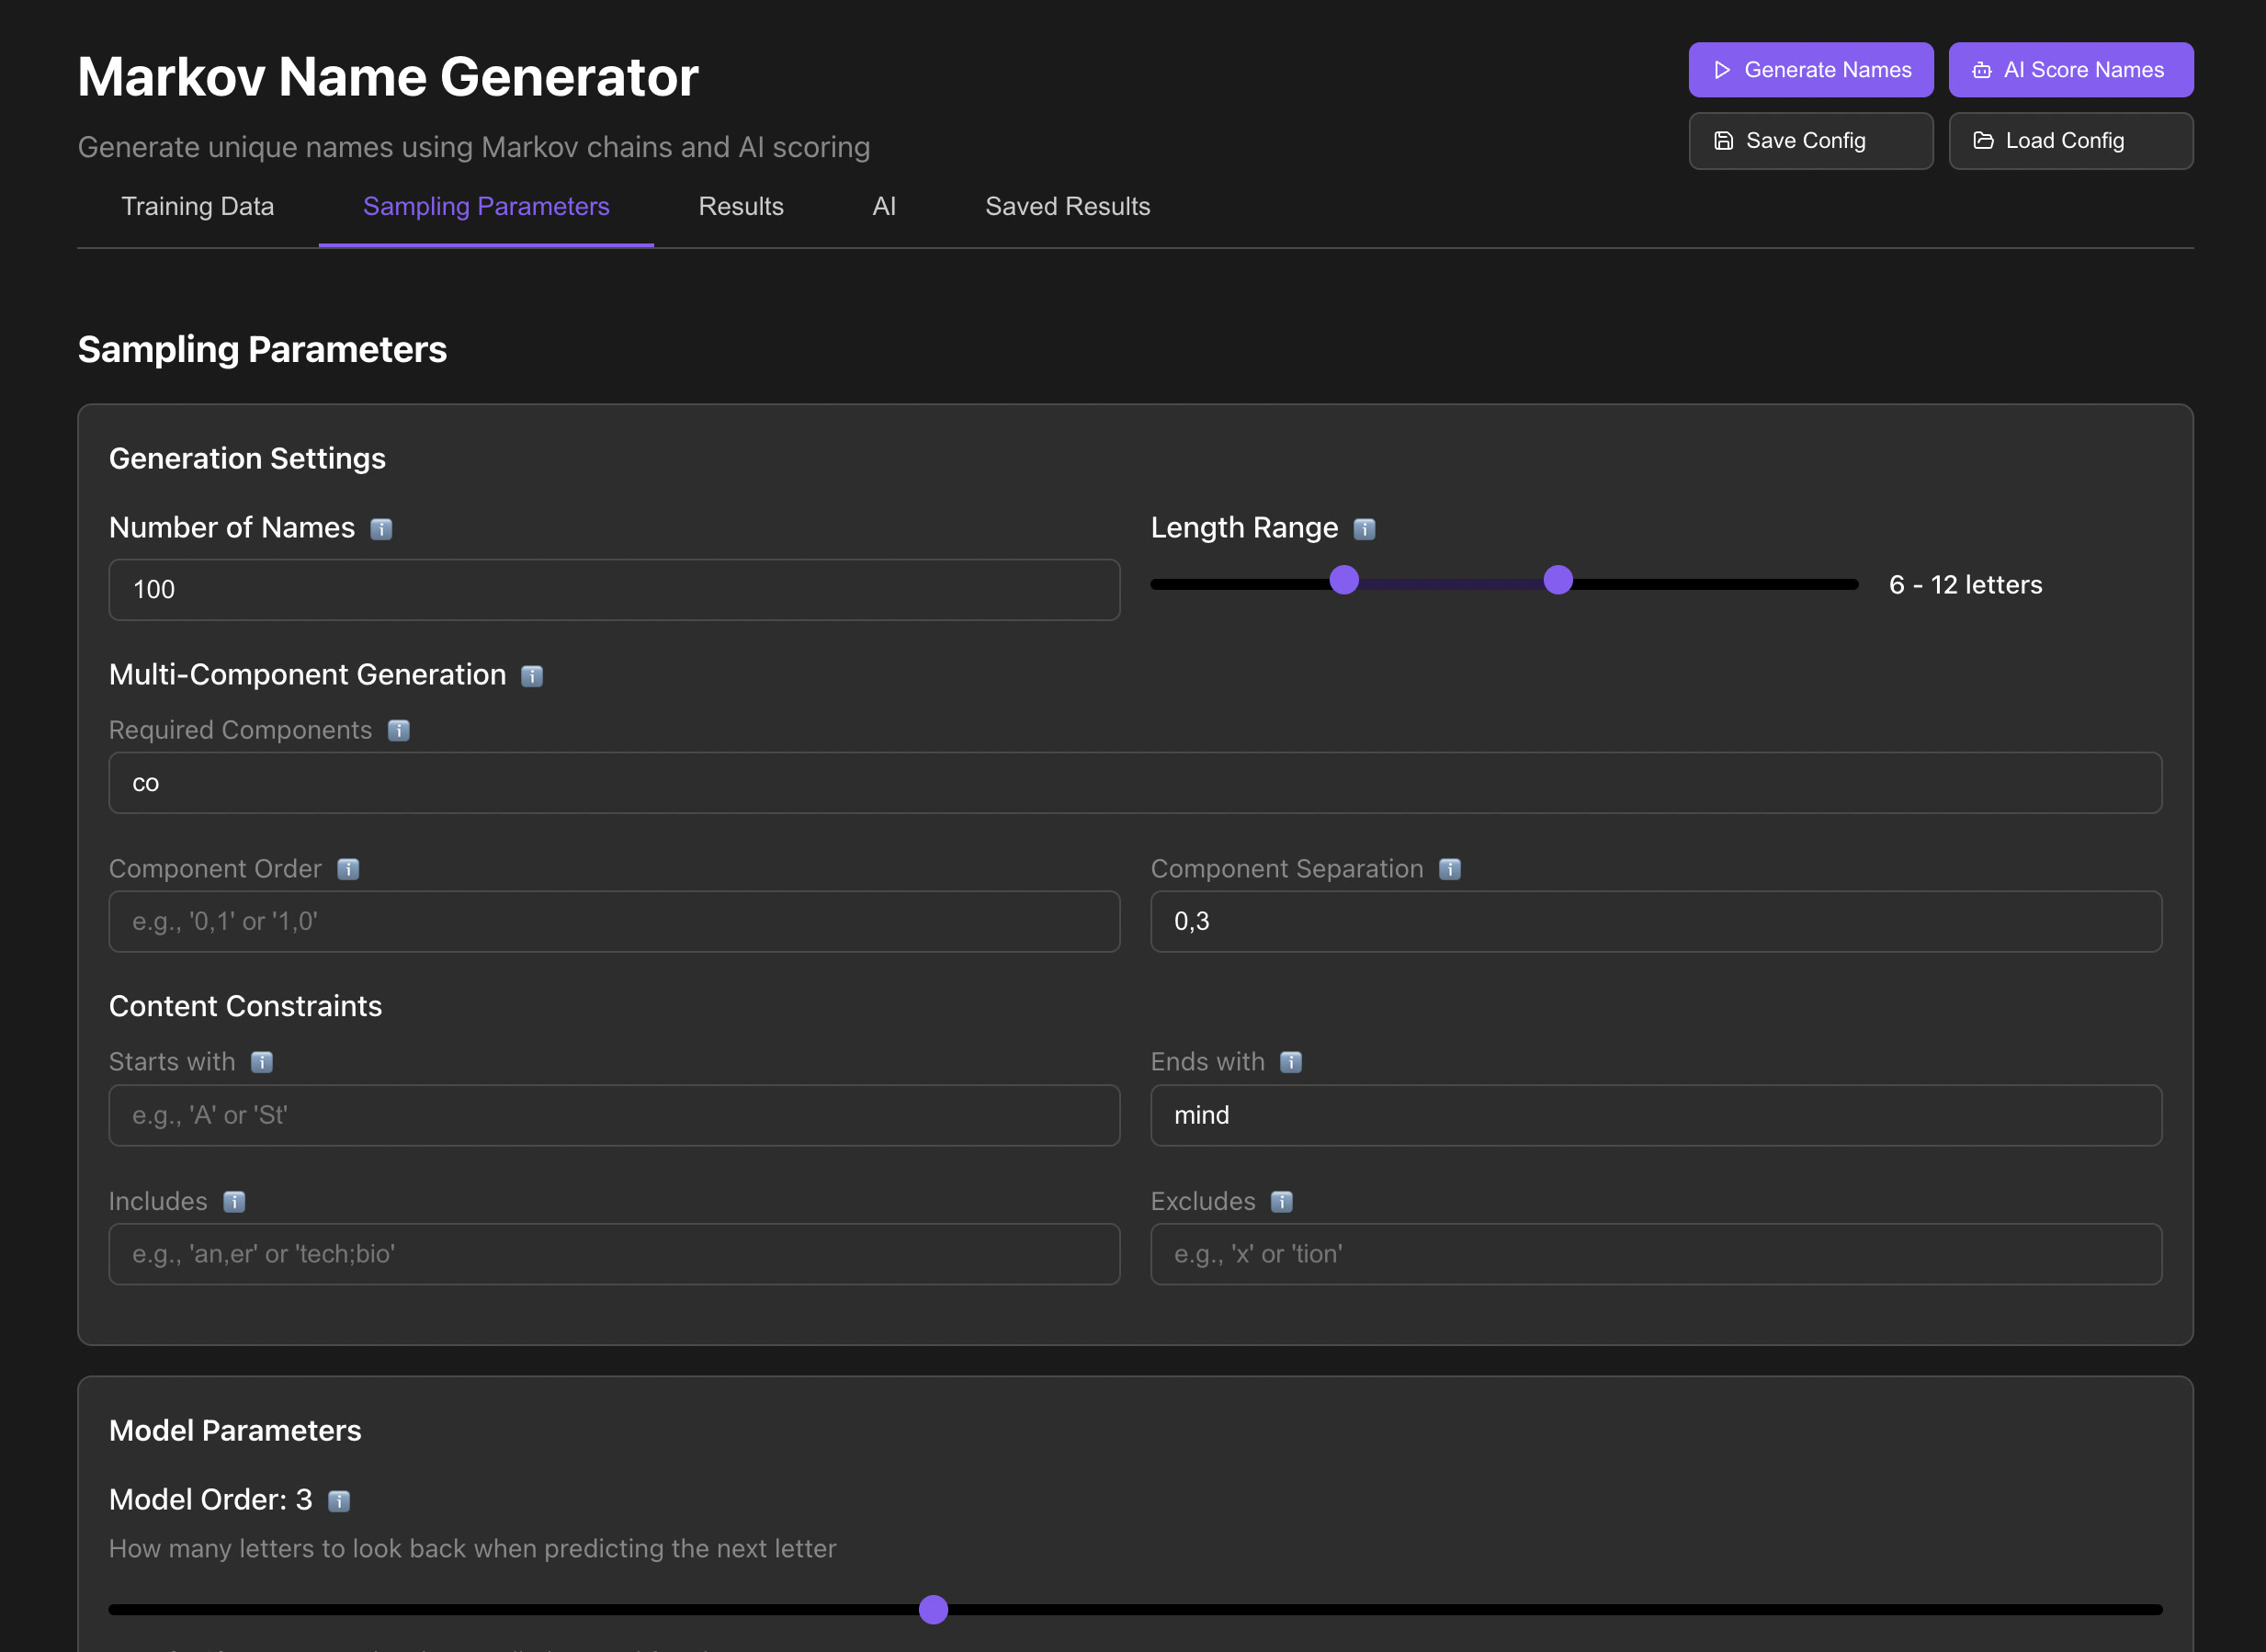 Markov Name Generator
Generate Names
AI Score Names
Generate unique names using Markov chains and AI scoring
Save Config
Load Config
Training Data
Sampling Parameters
Results
AI
Saved Results
Sampling Parameters
Generation Settings
Number of Names
100
Length Range
6 - 12 letters
Multi-Component Generation
Required Components
co
Component Order
e.g., '0,1' or '1,0'
Component Separation
0,3
Content Constraints
Starts with
e.g., 'A' or 'St'
Ends with
mind
Includes
e.g., 'an,er' or 'tech;bio'
Excludes
e.g., 'x' or 'tion'
Model Parameters
Model Order: 3
How many letters to look back when predicting the next letter